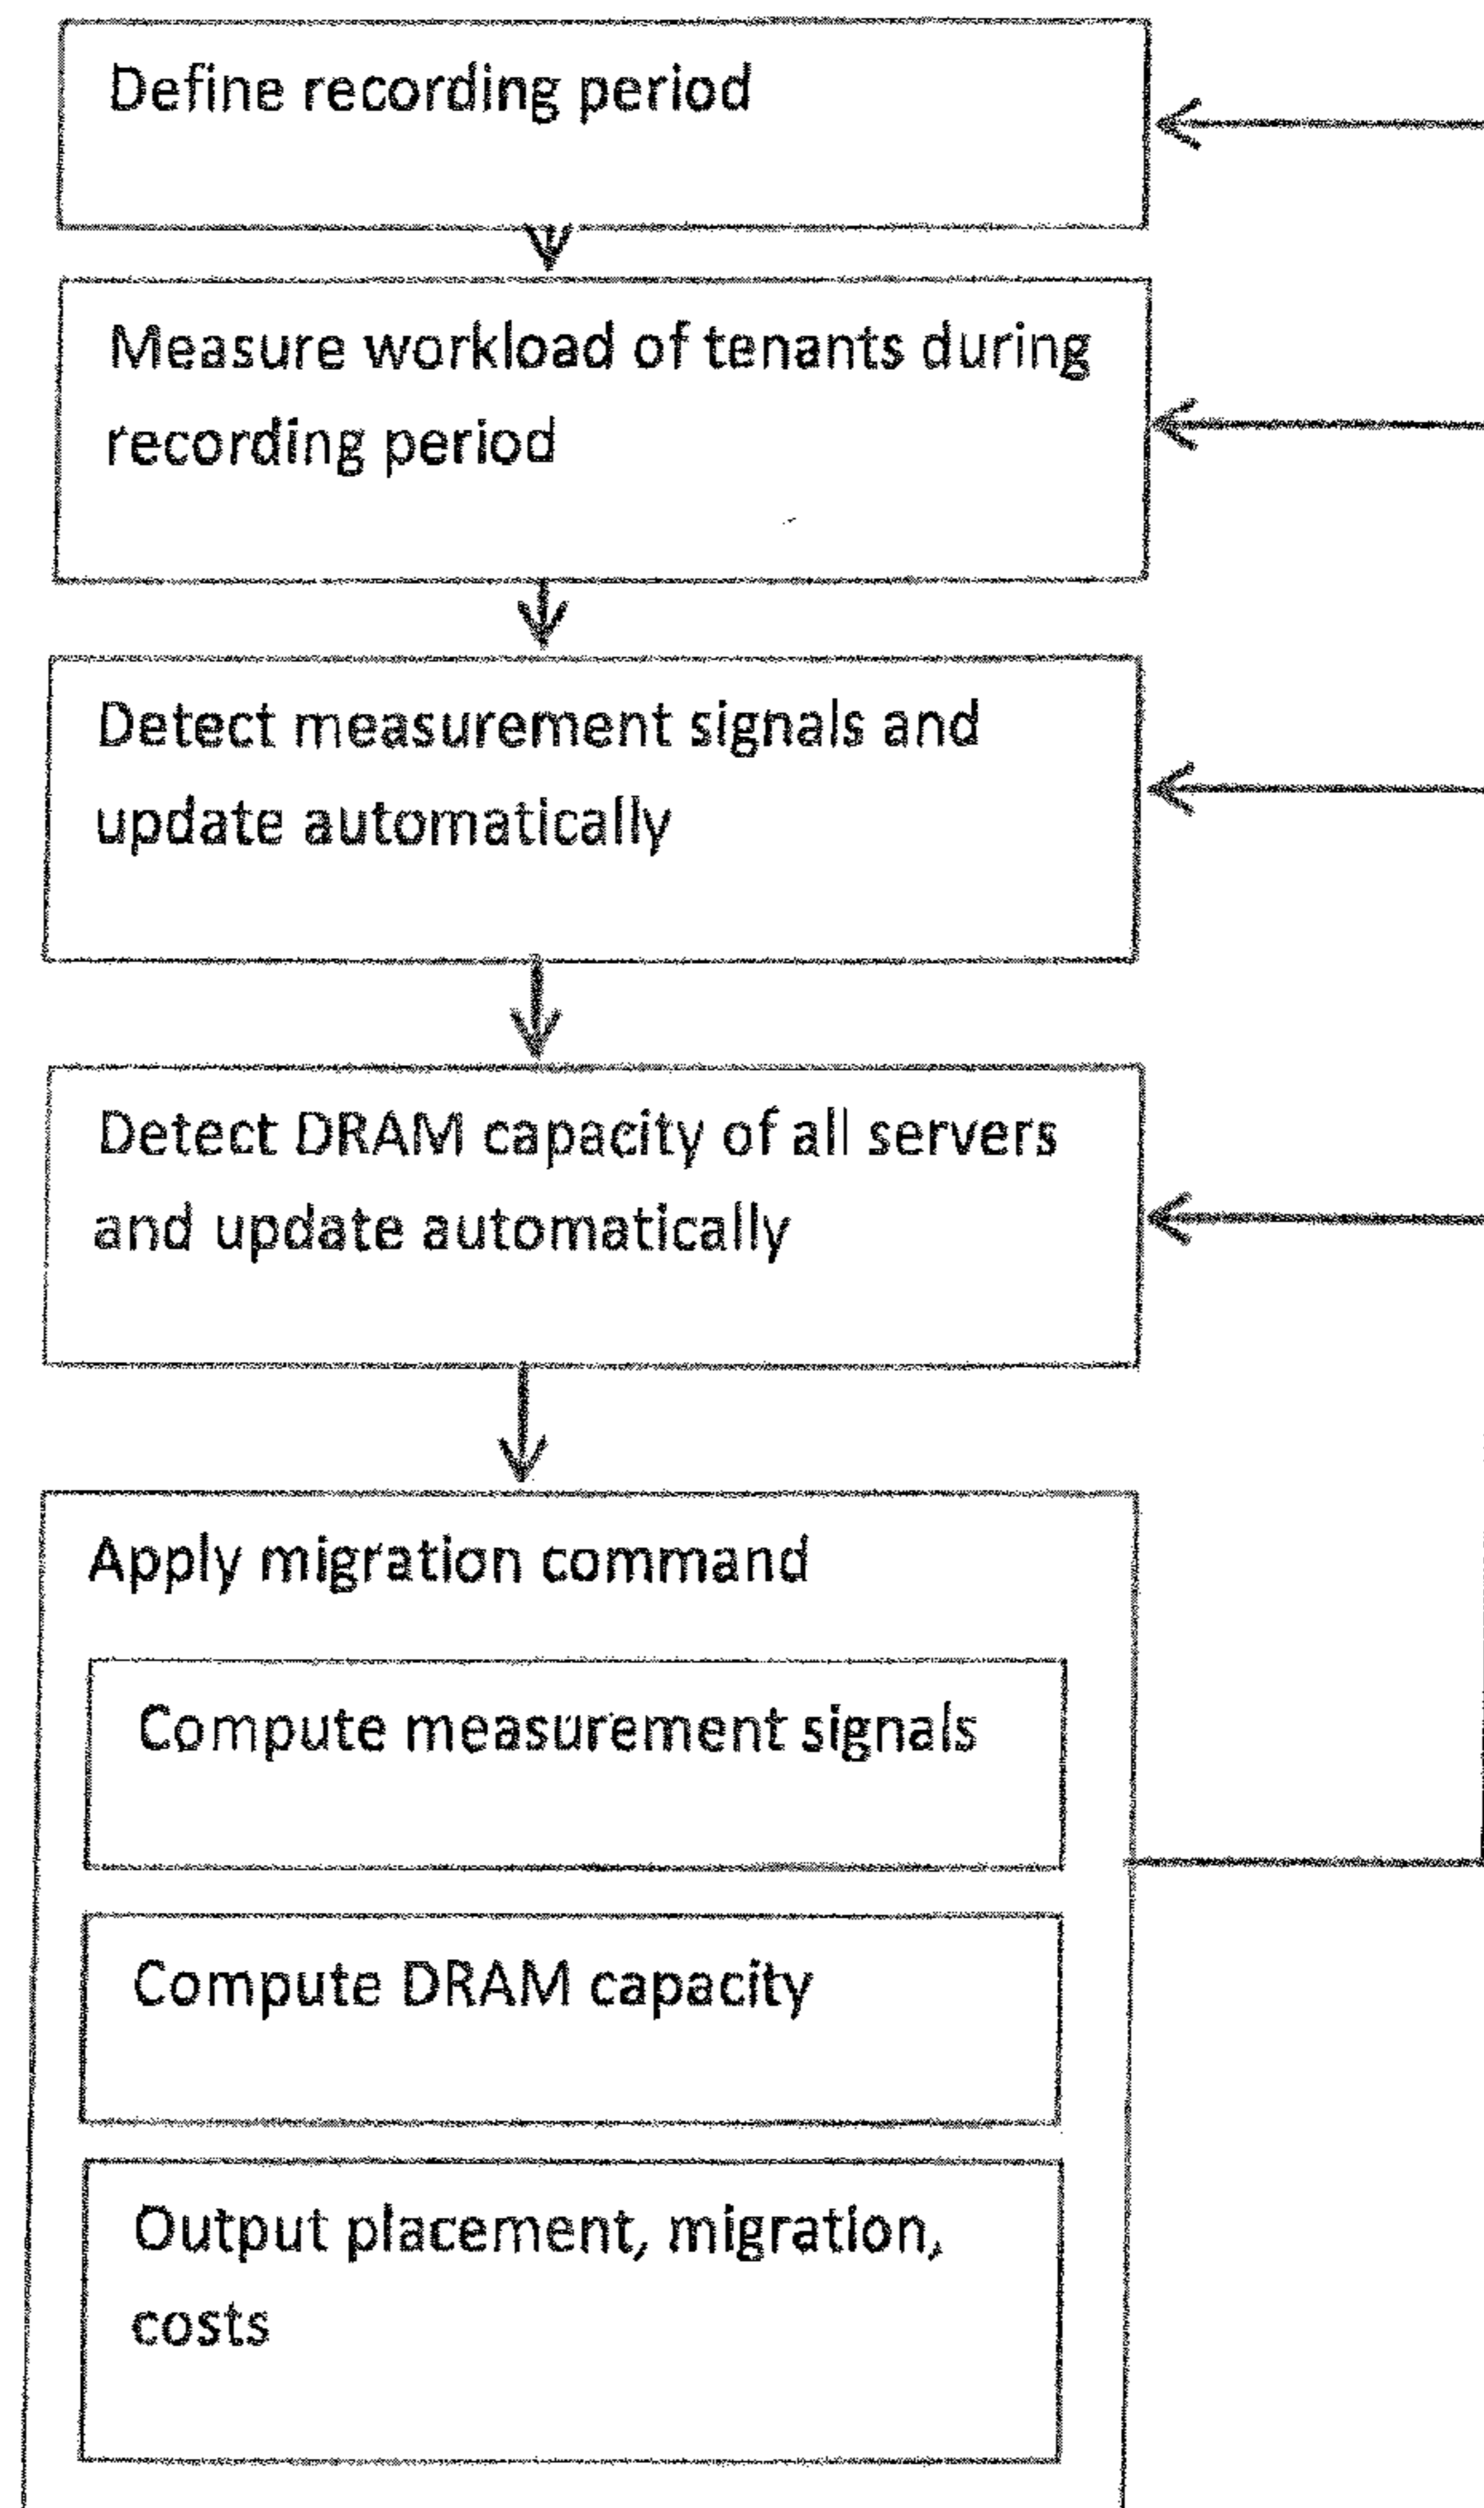 Define recording period
Measure workload of tenants during
recording period
Detect measurement signals and
update automatically
Detect DRAM capacity of all servers
and update automatically
Apply migration command
Compute measurement signals
Compute DRAM capacity
Output placement, migration,
costs